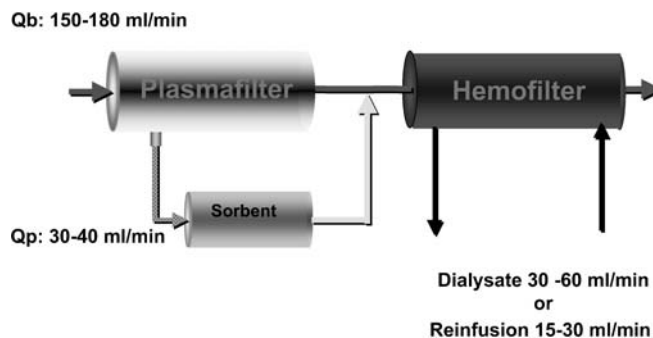 Qb: 150-180 ml/min
Plasmafilter
Hemofilter
Sorbent
Qp: 30-40 ml/min
Dialysate 30 -60 ml/min
or
Reinfusion 15-30 ml/min